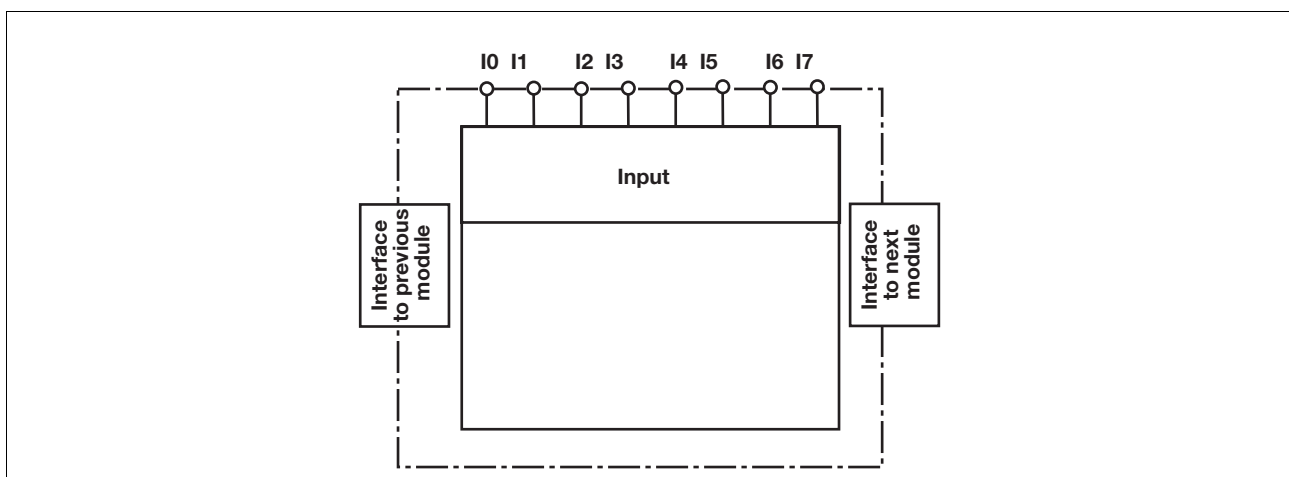 I0 I1 I2 I3 I4 I5 I6 I7
Input
Interface
to previous
module
Interface
to next
module